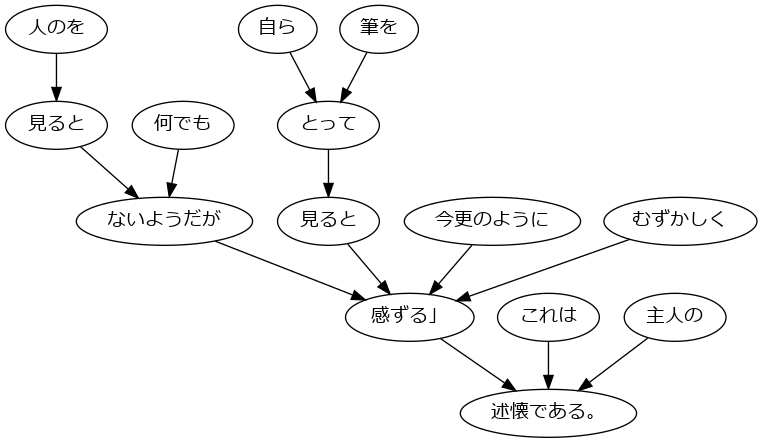 人のを
自ら
筆を
見ると
何でも
とって
ないようだが
見ると
今更のように
むずかしく
感ずる」
これは
主人の
述懐である。